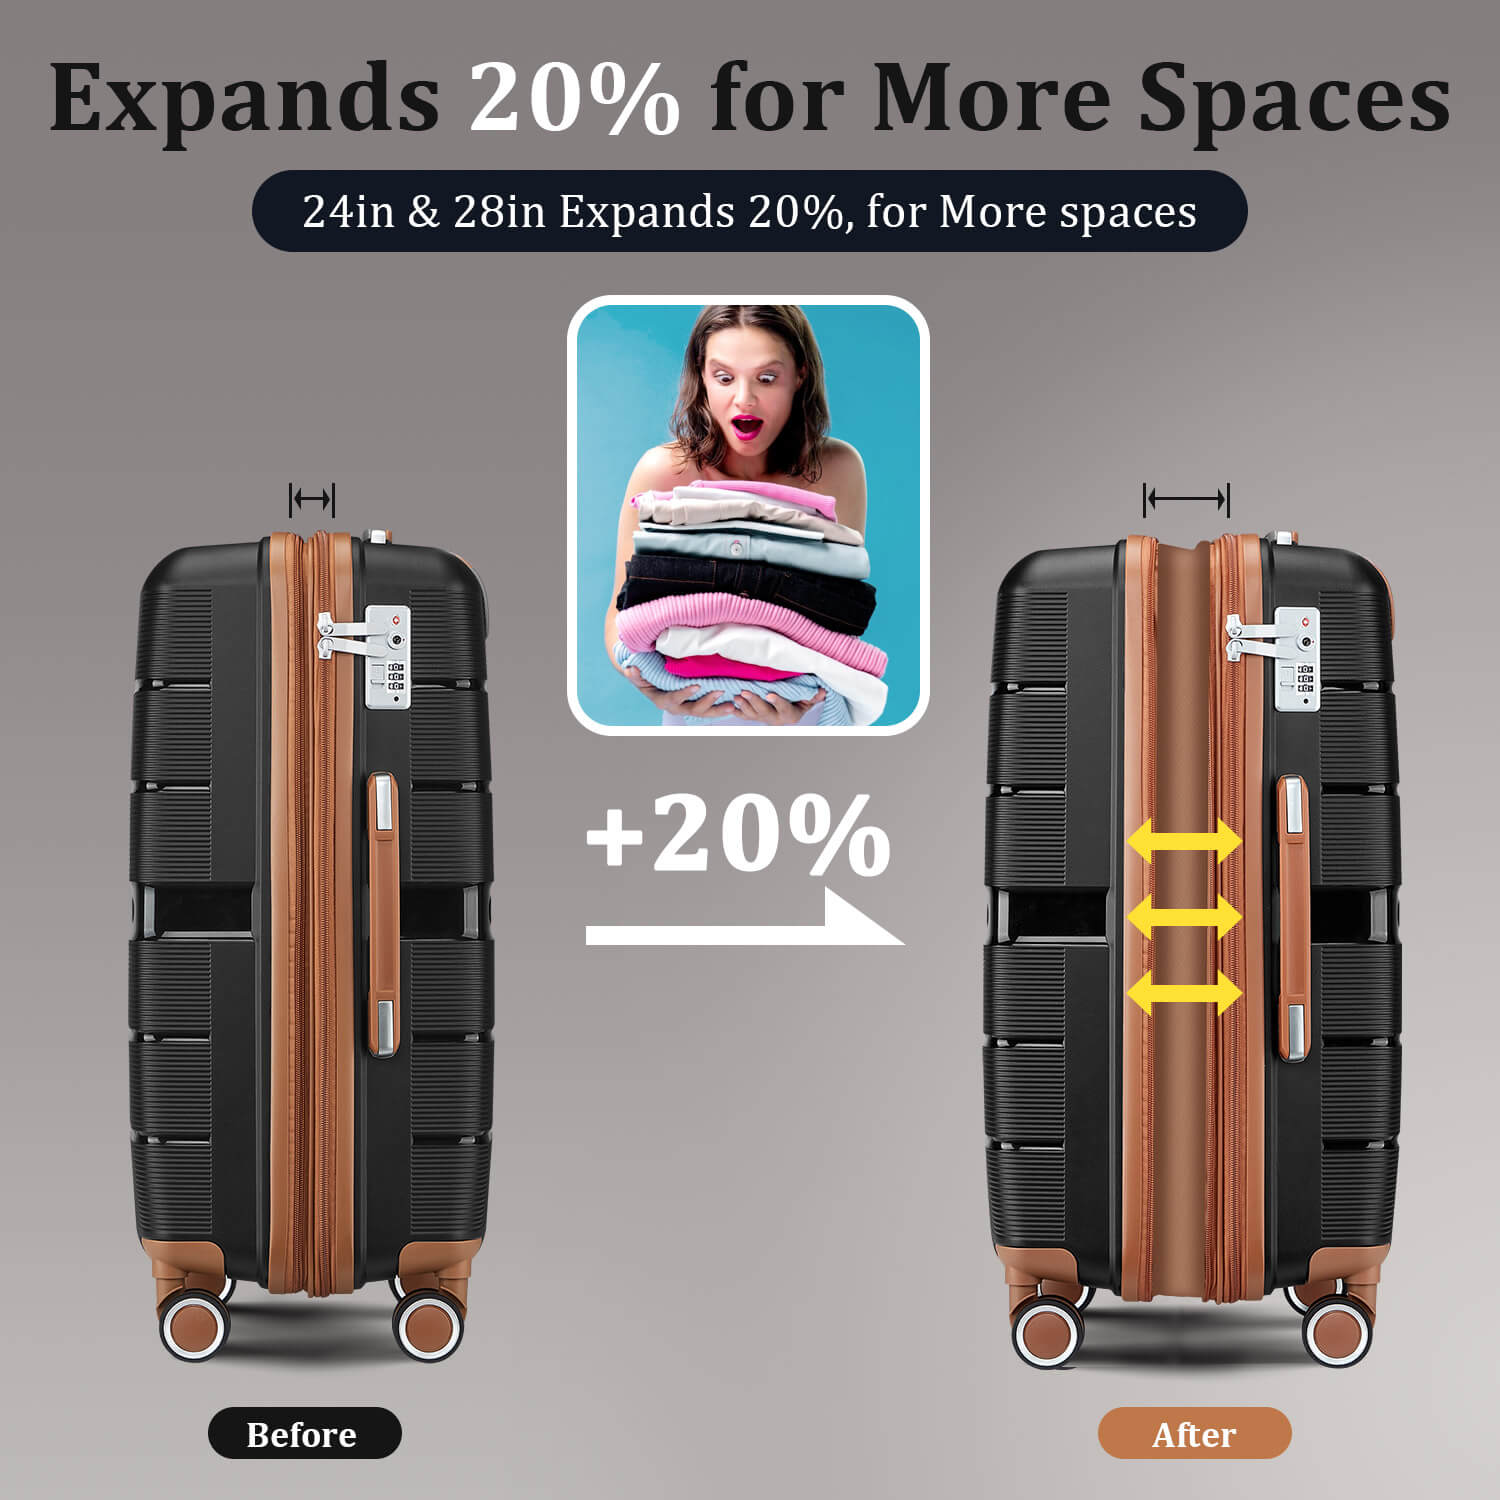 Expands 20% for More Spaces
24in & 28in Expands 20%, for More spaces
+20%
Before
After